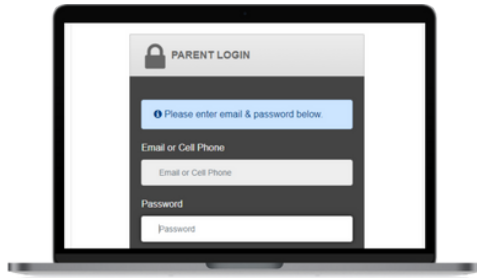 PARENT LOGIN
Please enter email & password below.
Email or Cell Phone
Email or Cell Phone
Password
Password